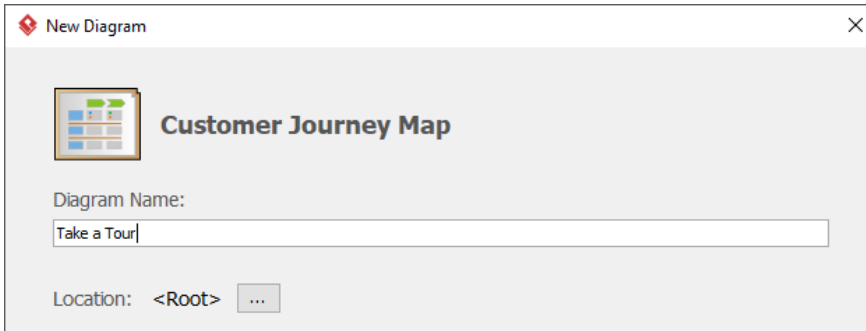 New Diagram
Customer Journey Map
Diagram Name:
Take a Tour
Location: <Root> ...